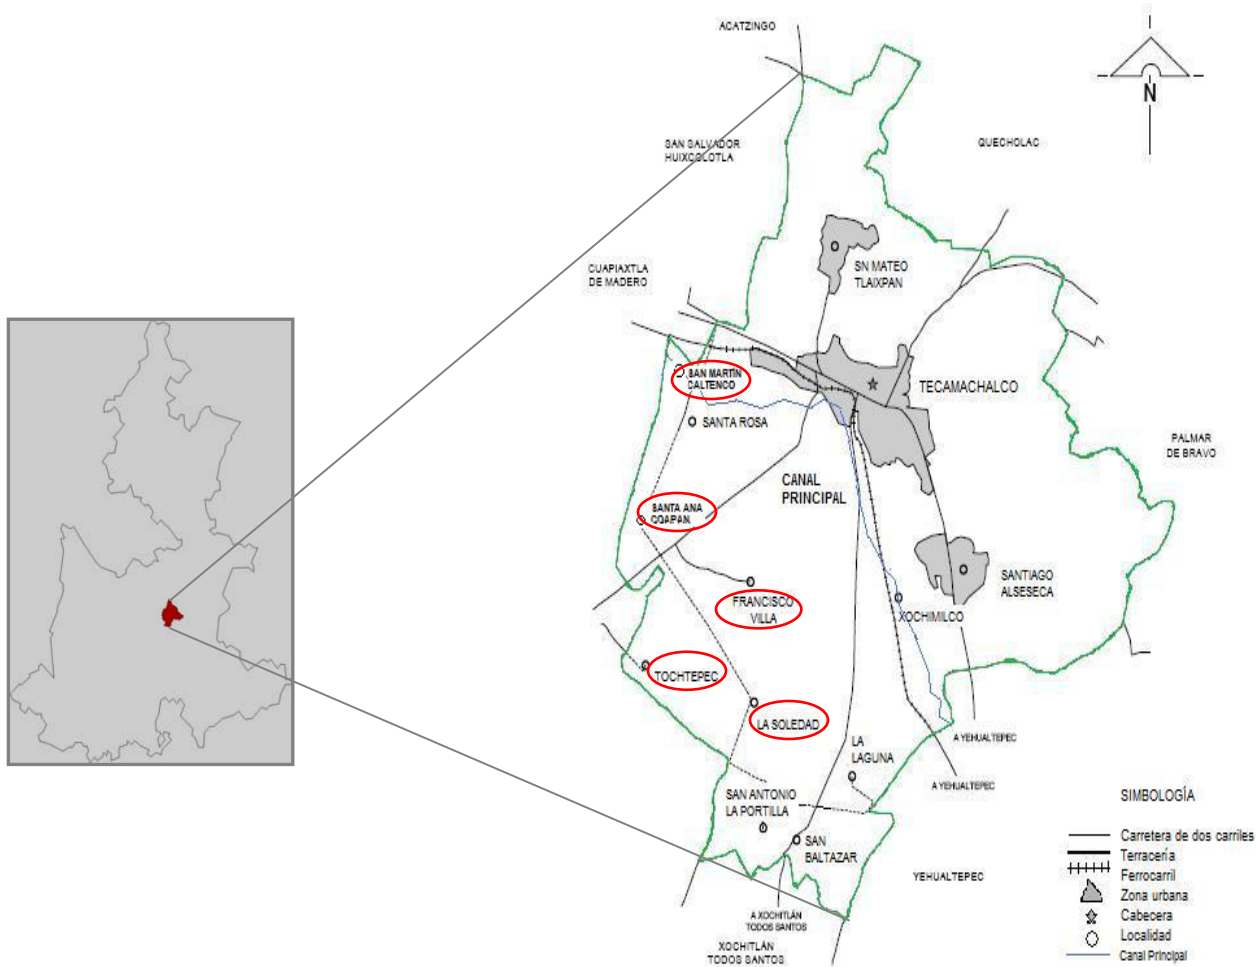 ACATZINGO
N
SAN SALVADOR
HUIXCOLOTLA
QUECHOLAC
CUAPIAXTLA
DE MADERO
SN MATEO
TLAIXPAN
SAN MARTIN
CALTENCO
TECAMACHALCO
SANTA ROSA
PALMAR
DE BRAVO
CANAL
PRINCIPAL
SANTA ANA
COAPAN.
SANTIAGO
ALSESECA
FRANCISCO
VILLA
XOCHIMILCO
TOCHTEPEC
LA SOLEDAD
A YEHUALTEPEC
LA
LAGUNA
A YEHUALTEPEC
SAN ANTONIO
LA PORTILLA
SAN
BALTAZAR
YEHUALTEPEC
A XOCHITLÁN
TODOS SANTOS
XOCHITLÁN
TODOS SANTOS
SIMBOLOGÍA
Carretera de dos carriles
Terracería
Ferrocarril
Zona urbana
Cabecera
Localidad
Canal Principal